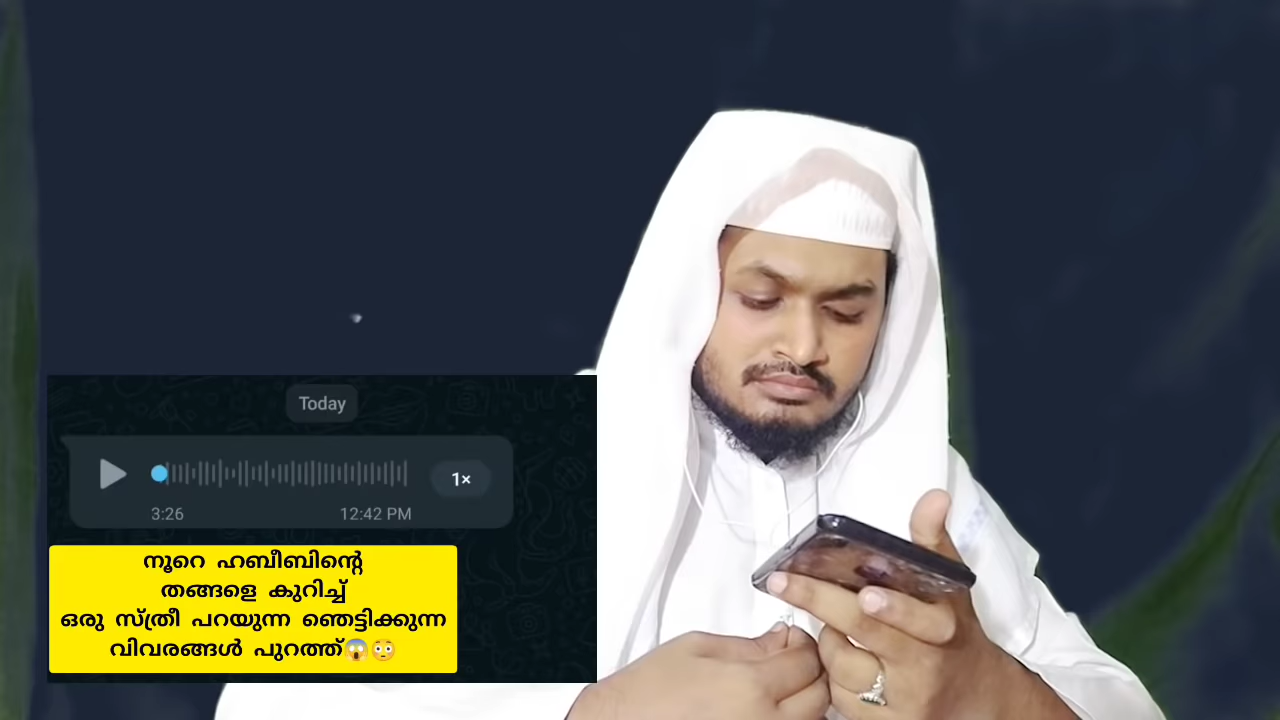 Today
1×
3:26 12:42 PM
നൂറെ ഹബീബിന്റെ
തങ്ങളെ കുറിച്ച്
ഒരു സ്ത്രീ പറയുന്ന ഞെട്ടിക്കുന്ന
വിവരങ്ങൾ പുറത്ത്😱😳